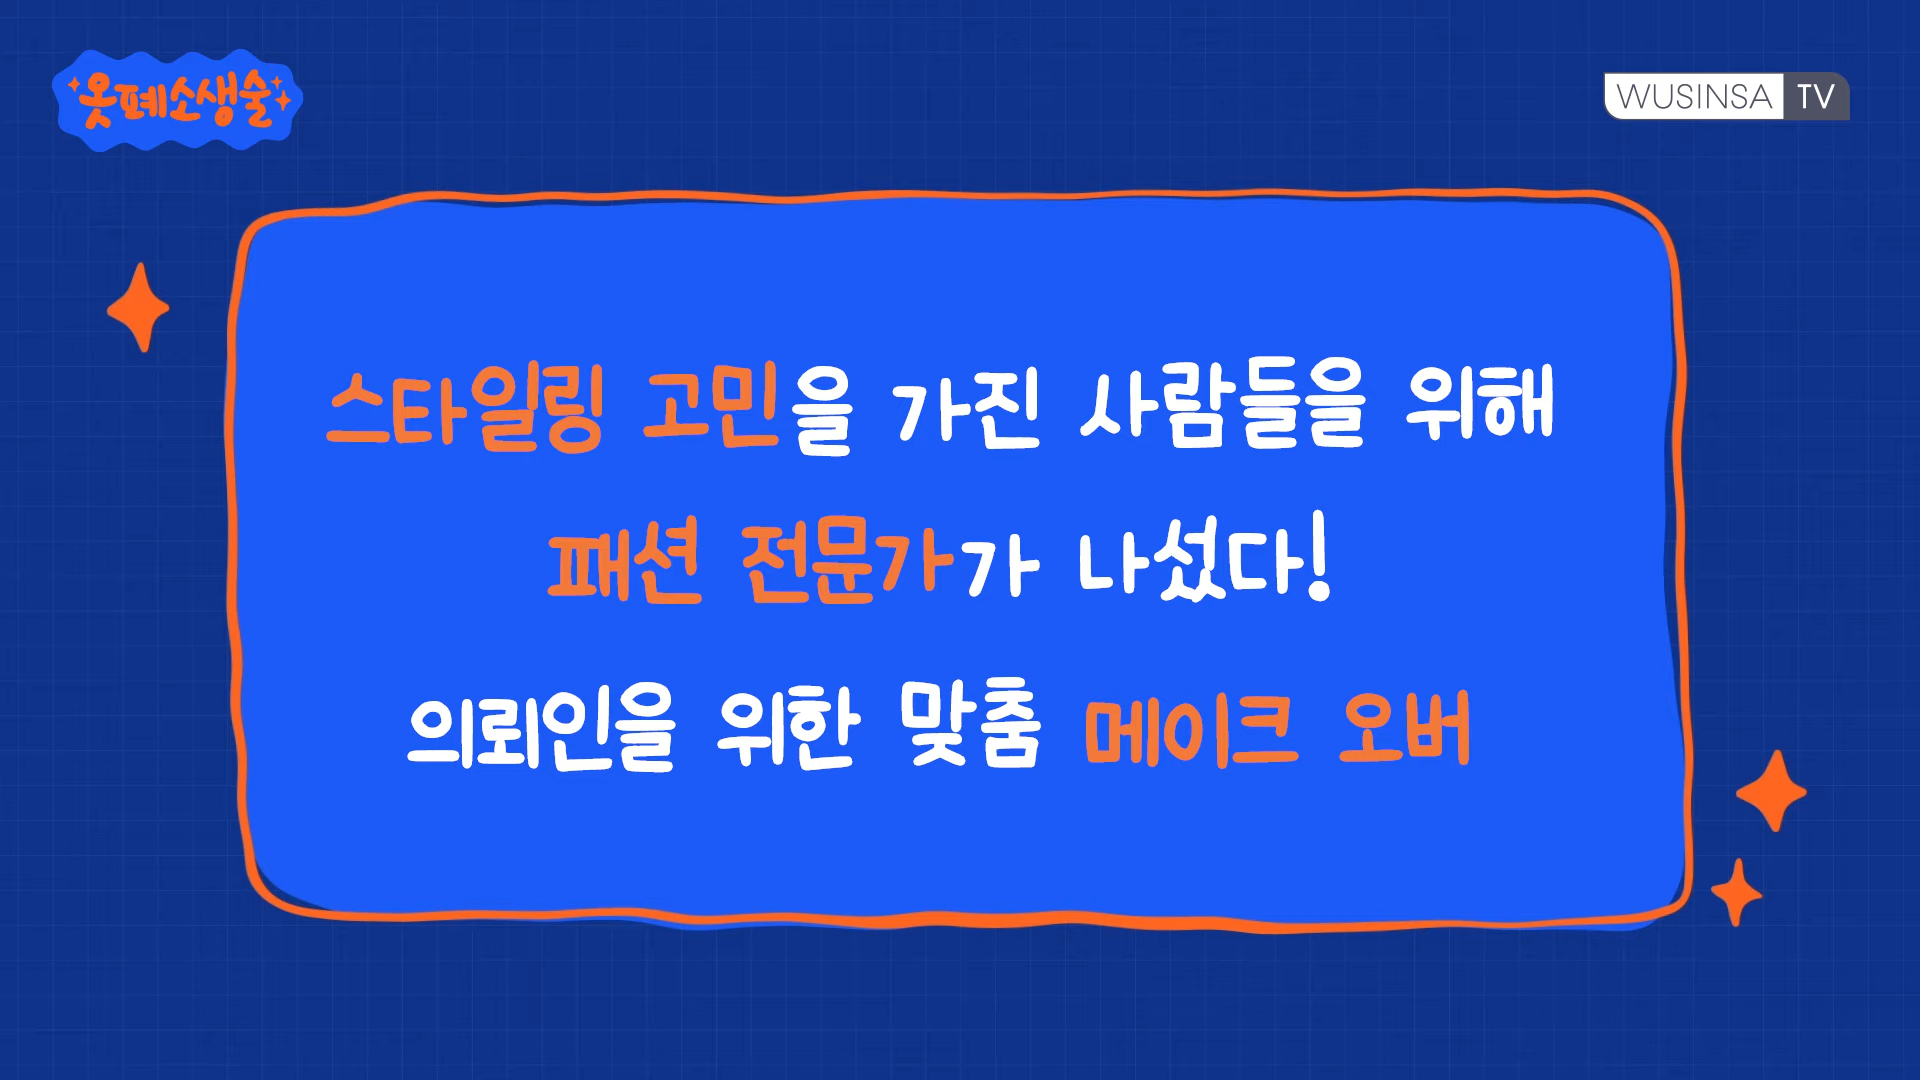 옷폐소생술
WUSINSA TV
스타일링 고민을 가진 사람들을 위해
패션 전문가가 나섰다!
의뢰인을 위한 맞춤 메이크 오버